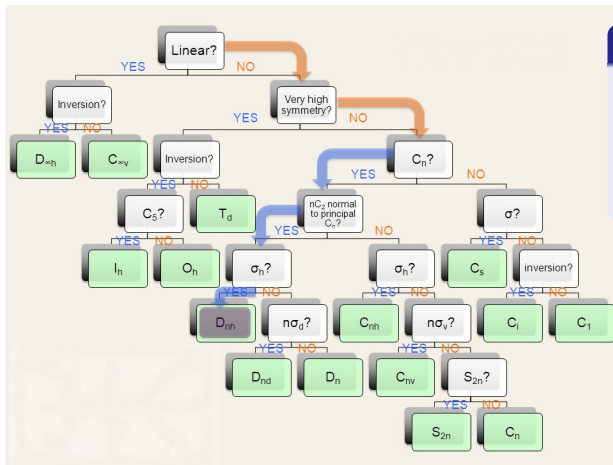 Linear?
YES NO
Inversion?
Very high
symmetry?
YES NO
YES NO
D∞h
C∞v
Inversion?
Cn?
YES NO
YES NO
C5?
Td
nC2 normal
to principal
Cn?
σ?
YES NO
YES NO
YES NO
Ih
Oh
σh?
σh?
Cs
inversion?
YES NO
YES NO
YES NO
Dnh
nσd?
Cnh
nσv?
Ci
C1
YES NO
YES NO
Dnd
Dn
Cnv
S2n?
YES NO
S2n
Cn